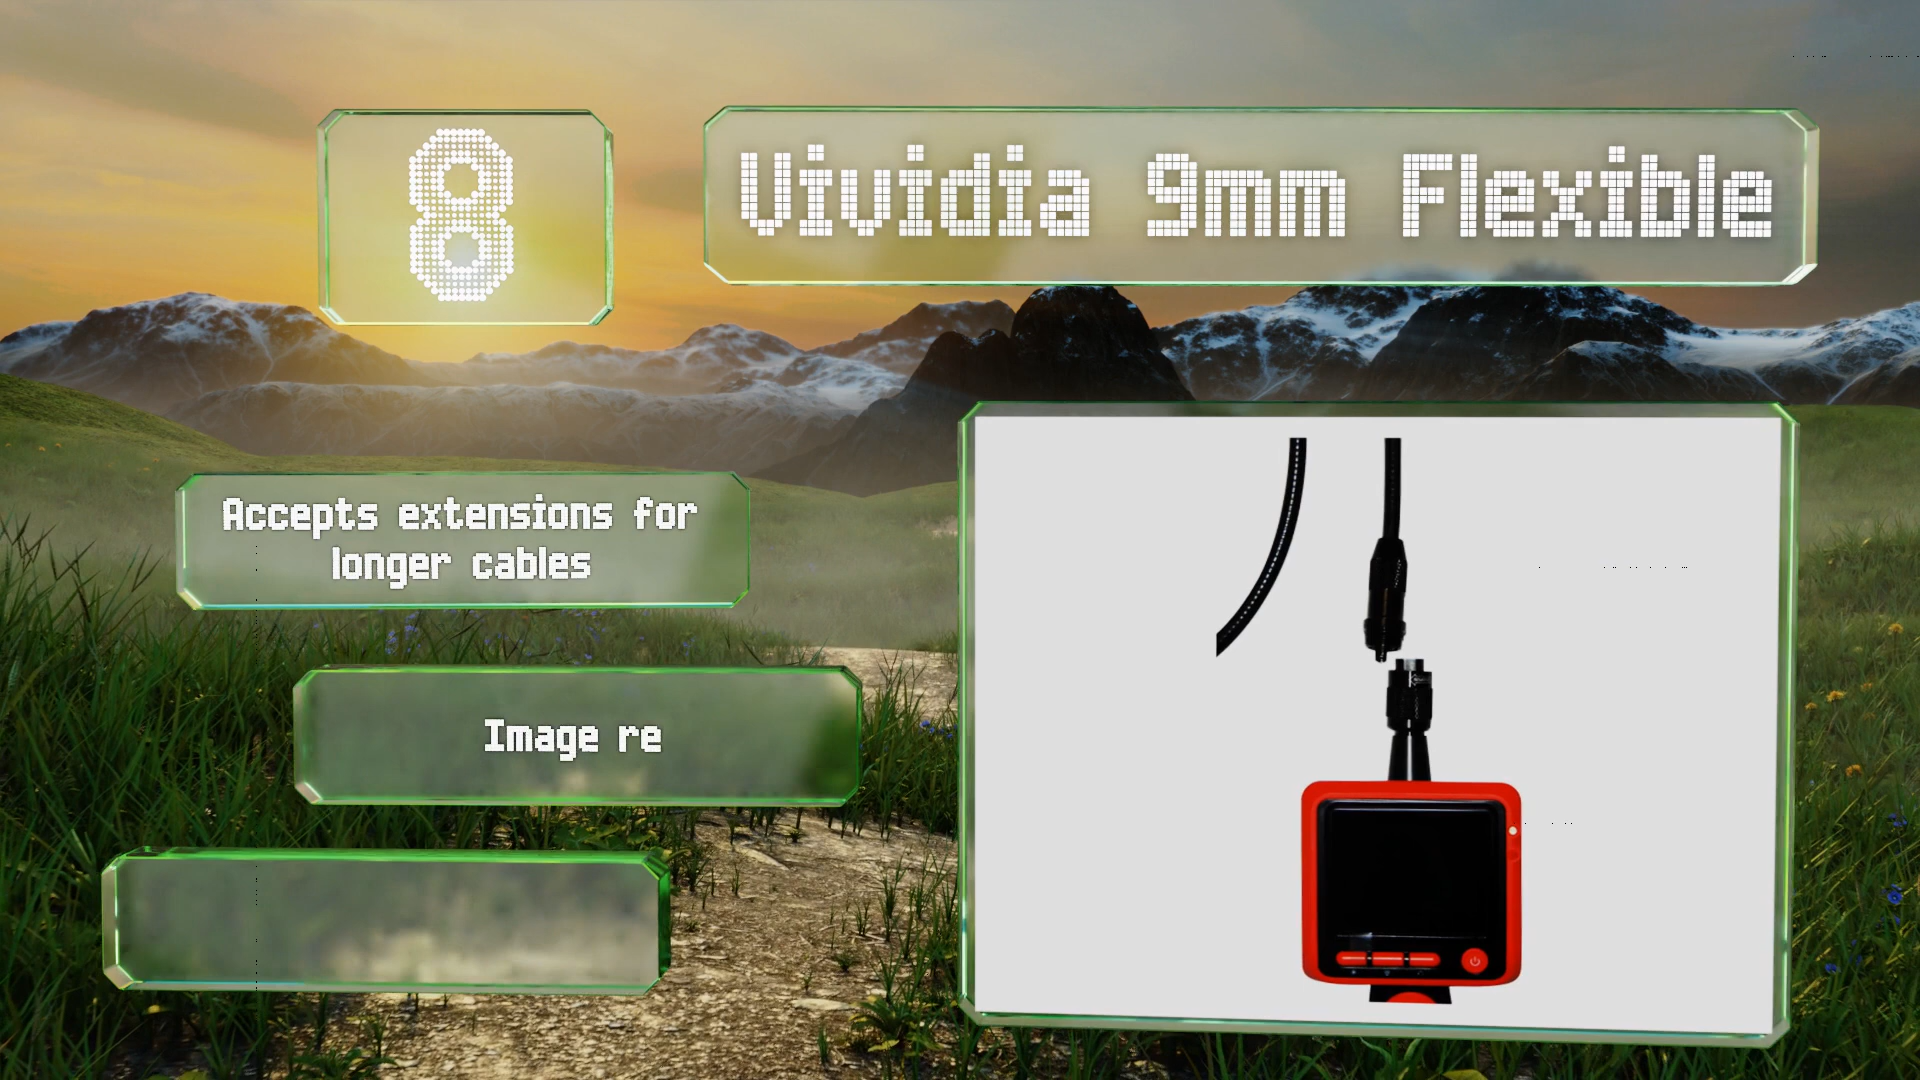 8
Vividia 9mm Flexible
Accepts extensions for
longer cables
Image re